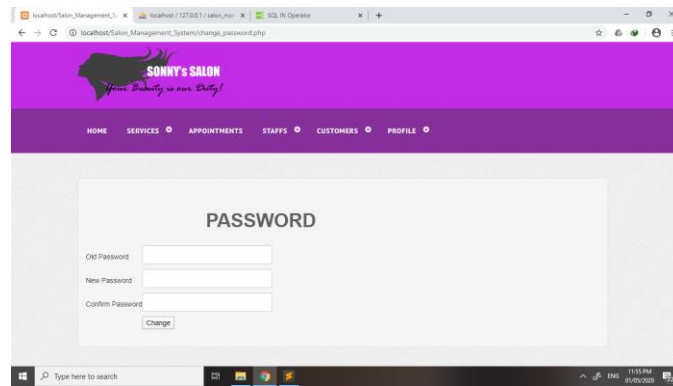 localhost/Salon_Management_S
localhost / 127.0.0.1 / salon_mo
SQL IN Operator
localhost/Salon_Management_System/change_password.php
SONNY's SALON
Your Beauty is our Duty!
HOME SERVICES APPOINTMENTS STAFFS CUSTOMERS PROFILE
PASSWORD
Old Password
New Password
Confirm Password
Change
Type here to search
ENG
11:55 PM
01/05/2020